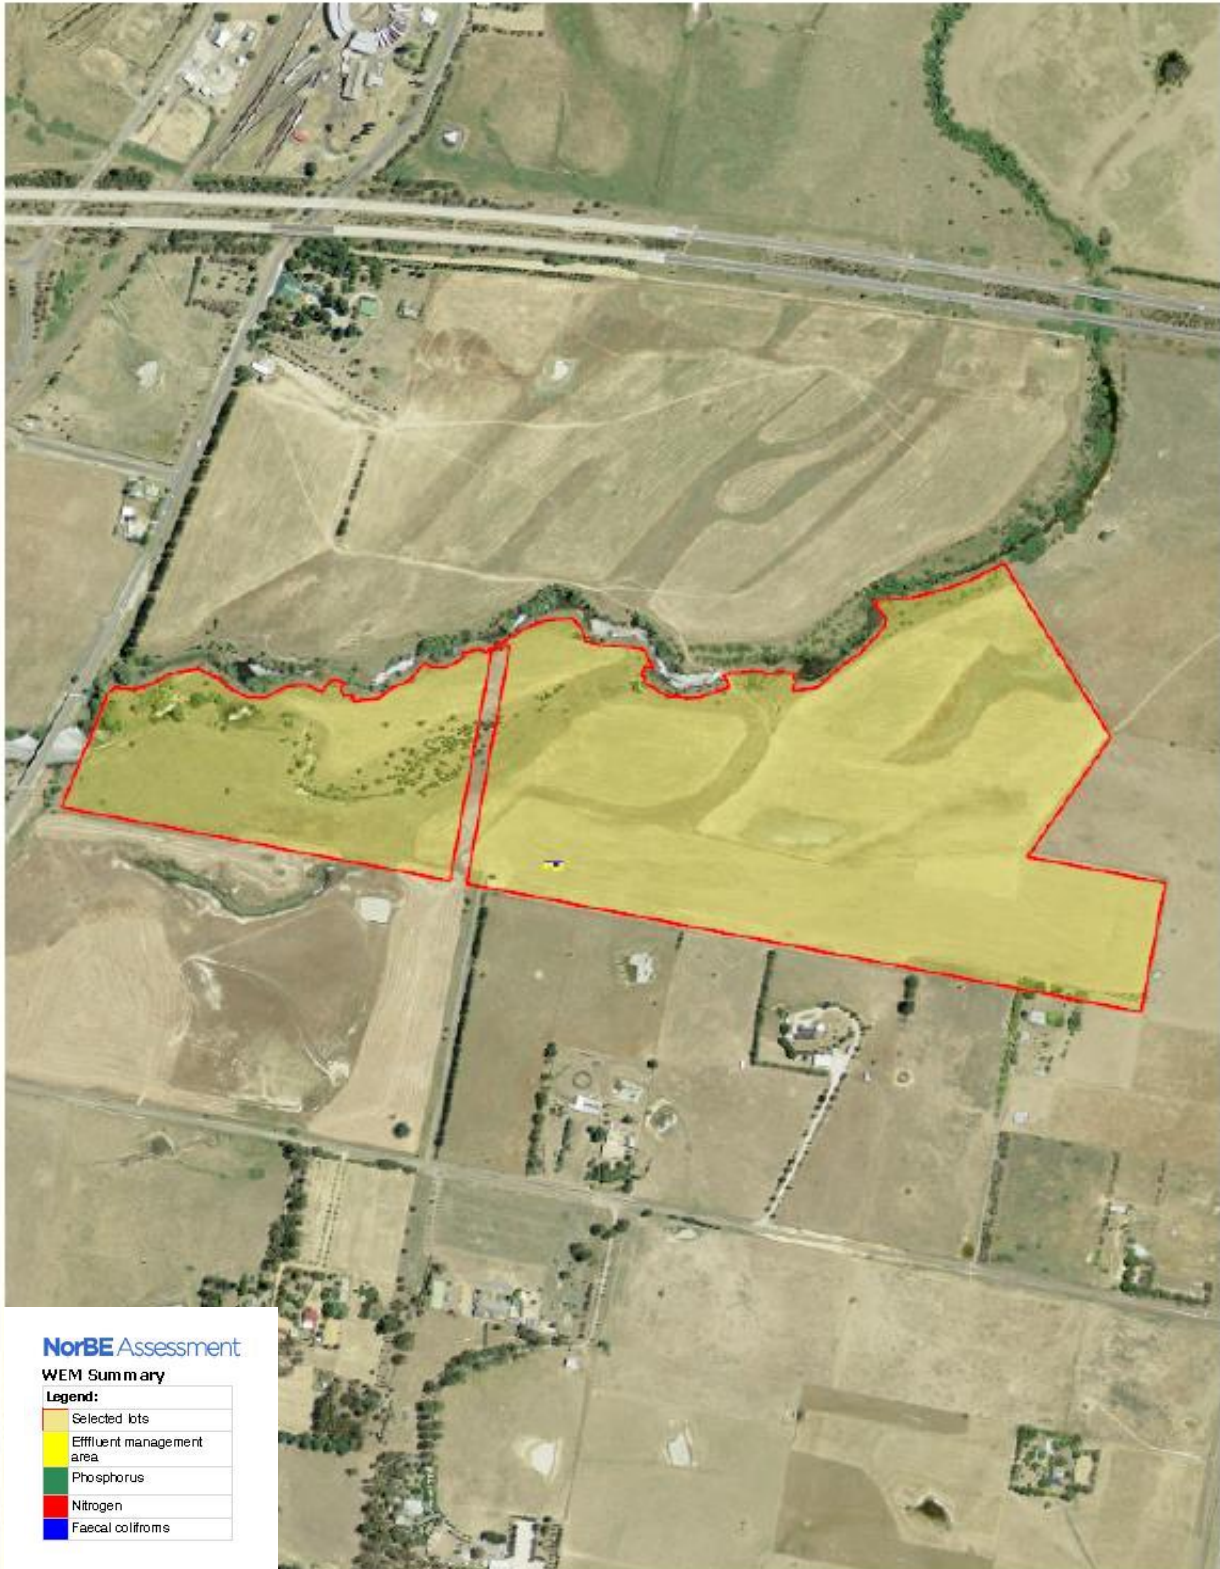 NorBE Assessment
WEM Summary
Legend:
Selected lots
Efffluent management
area
Phosphorus
Nitrogen
Faecal colifroms